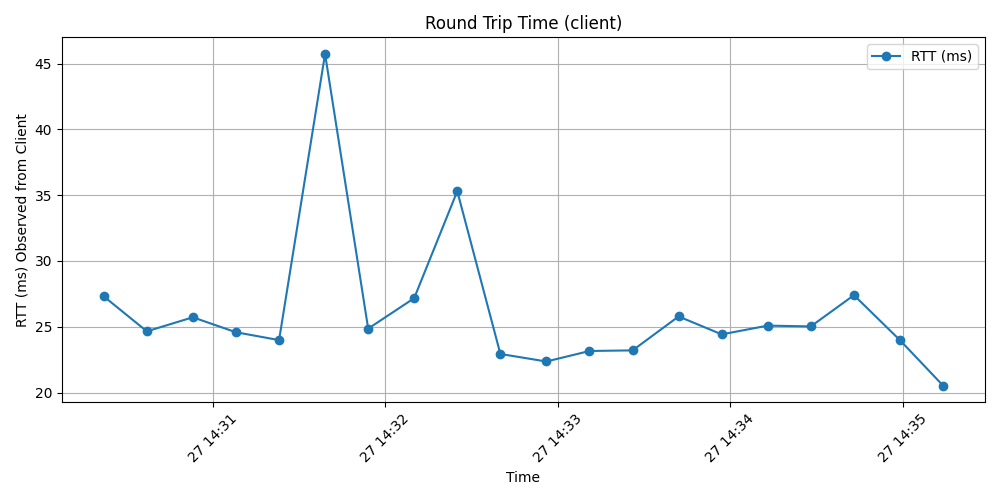 Round Trip Time (client)
RTT (ms)
RTT (ms) Observed from Client
45
40
35
30
25
20
27 14:31
27 14:32
27 14:33
27 14:34
27 14:35
Time